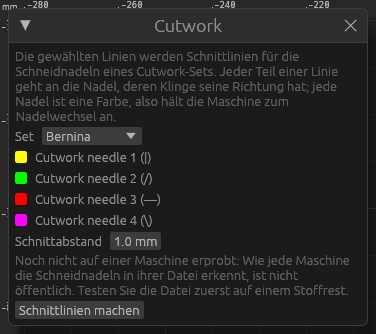 mm -280 -260 -240 -220
Cutwork
Die gewählten Linien werden Schnittlinien für die
Schneidnadeln eines Cutwork-Sets. Jeder Teil einer Linie
geht an die Nadel, deren Klinge seine Richtung hat; jede
Nadel ist eine Farbe, also hält die Maschine zum
Nadelwechsel an.
Set Bernina
Cutwork needle 1 (|)
Cutwork needle 2 (/)
Cutwork needle 3 (—)
Cutwork needle 4 (\)
Schnittabstand 1.0 mm
Noch nicht auf einer Maschine erprobt: Wie jede Maschine
die Schneidnadeln in ihrer Datei erkennt, ist nicht
öffentlich. Testen Sie die Datei zuerst auf einem Stoffrest.
Schnittlinien machen